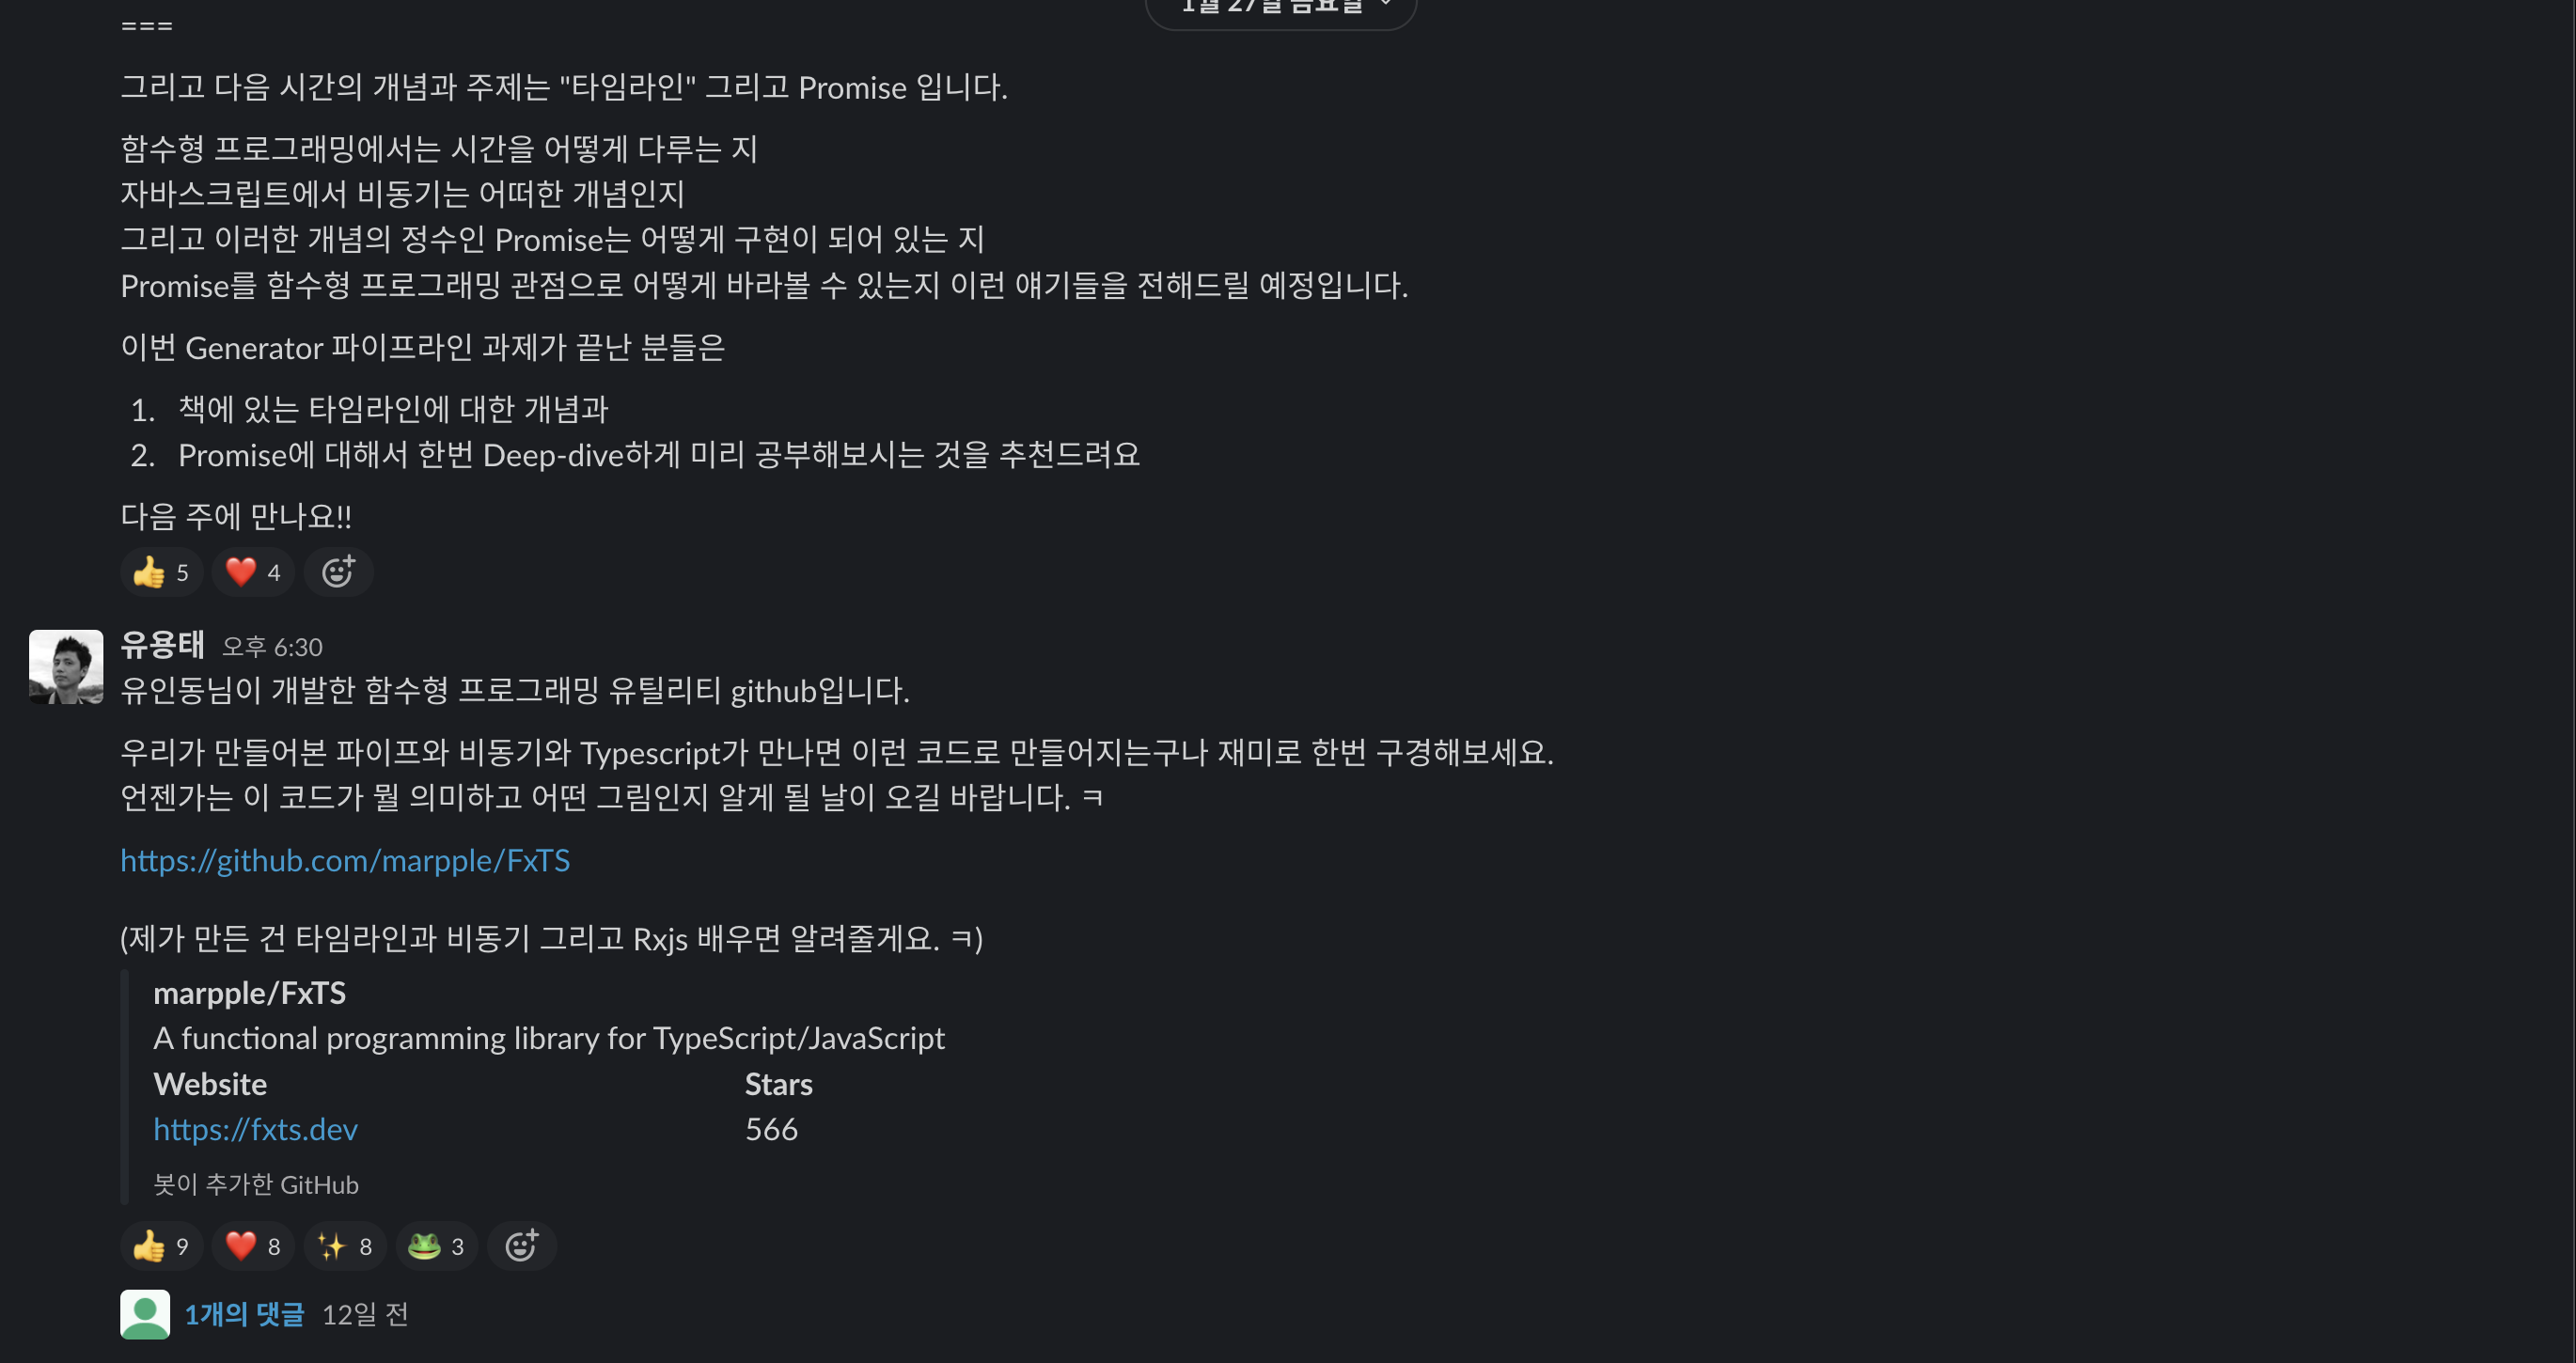 1월 27일 금요일
===
그리고 다음 시간의 개념과 주제는 "타임라인" 그리고 Promise 입니다.
함수형 프로그래밍에서는 시간을 어떻게 다루는 지
자바스크립트에서 비동기는 어떠한 개념인지
그리고 이러한 개념의 정수인 Promise는 어떻게 구현이 되어 있는 지
Promise를 함수형 프로그래밍 관점으로 어떻게 바라볼 수 있는지 이런 얘기들을 전해드릴 예정입니다.
이번 Generator 파이프라인 과제가 끝난 분들은
1. 책에 있는 타임라인에 대한 개념과
2. Promise에 대해서 한번 Deep-dive하게 미리 공부해보시는 것을 추천드려요
다음 주에 만나요!!
👍 5 ❤️ 4
유용태 오후 6:30
유인동님이 개발한 함수형 프로그래밍 유틸리티 github입니다.
우리가 만들어본 파이프와 비동기와 Typescript가 만나면 이런 코드로 만들어지는구나 재미로 한번 구경해보세요.
언젠가는 이 코드가 뭘 의미하고 어떤 그림인지 알게 될 날이 오길 바랍니다. ㅋ
https://github.com/marpple/FxTS
(제가 만든 건 타임라인과 비동기 그리고 Rxjs 배우면 알려줄게요. ㅋ)
marpple/FxTS
A functional programming library for TypeScript/JavaScript
Website Stars
https://fxts.dev 566
봇이 추가한 GitHub
👍 9 ❤️ 8 ✨ 8 🐸 3
1개의 댓글 12일 전